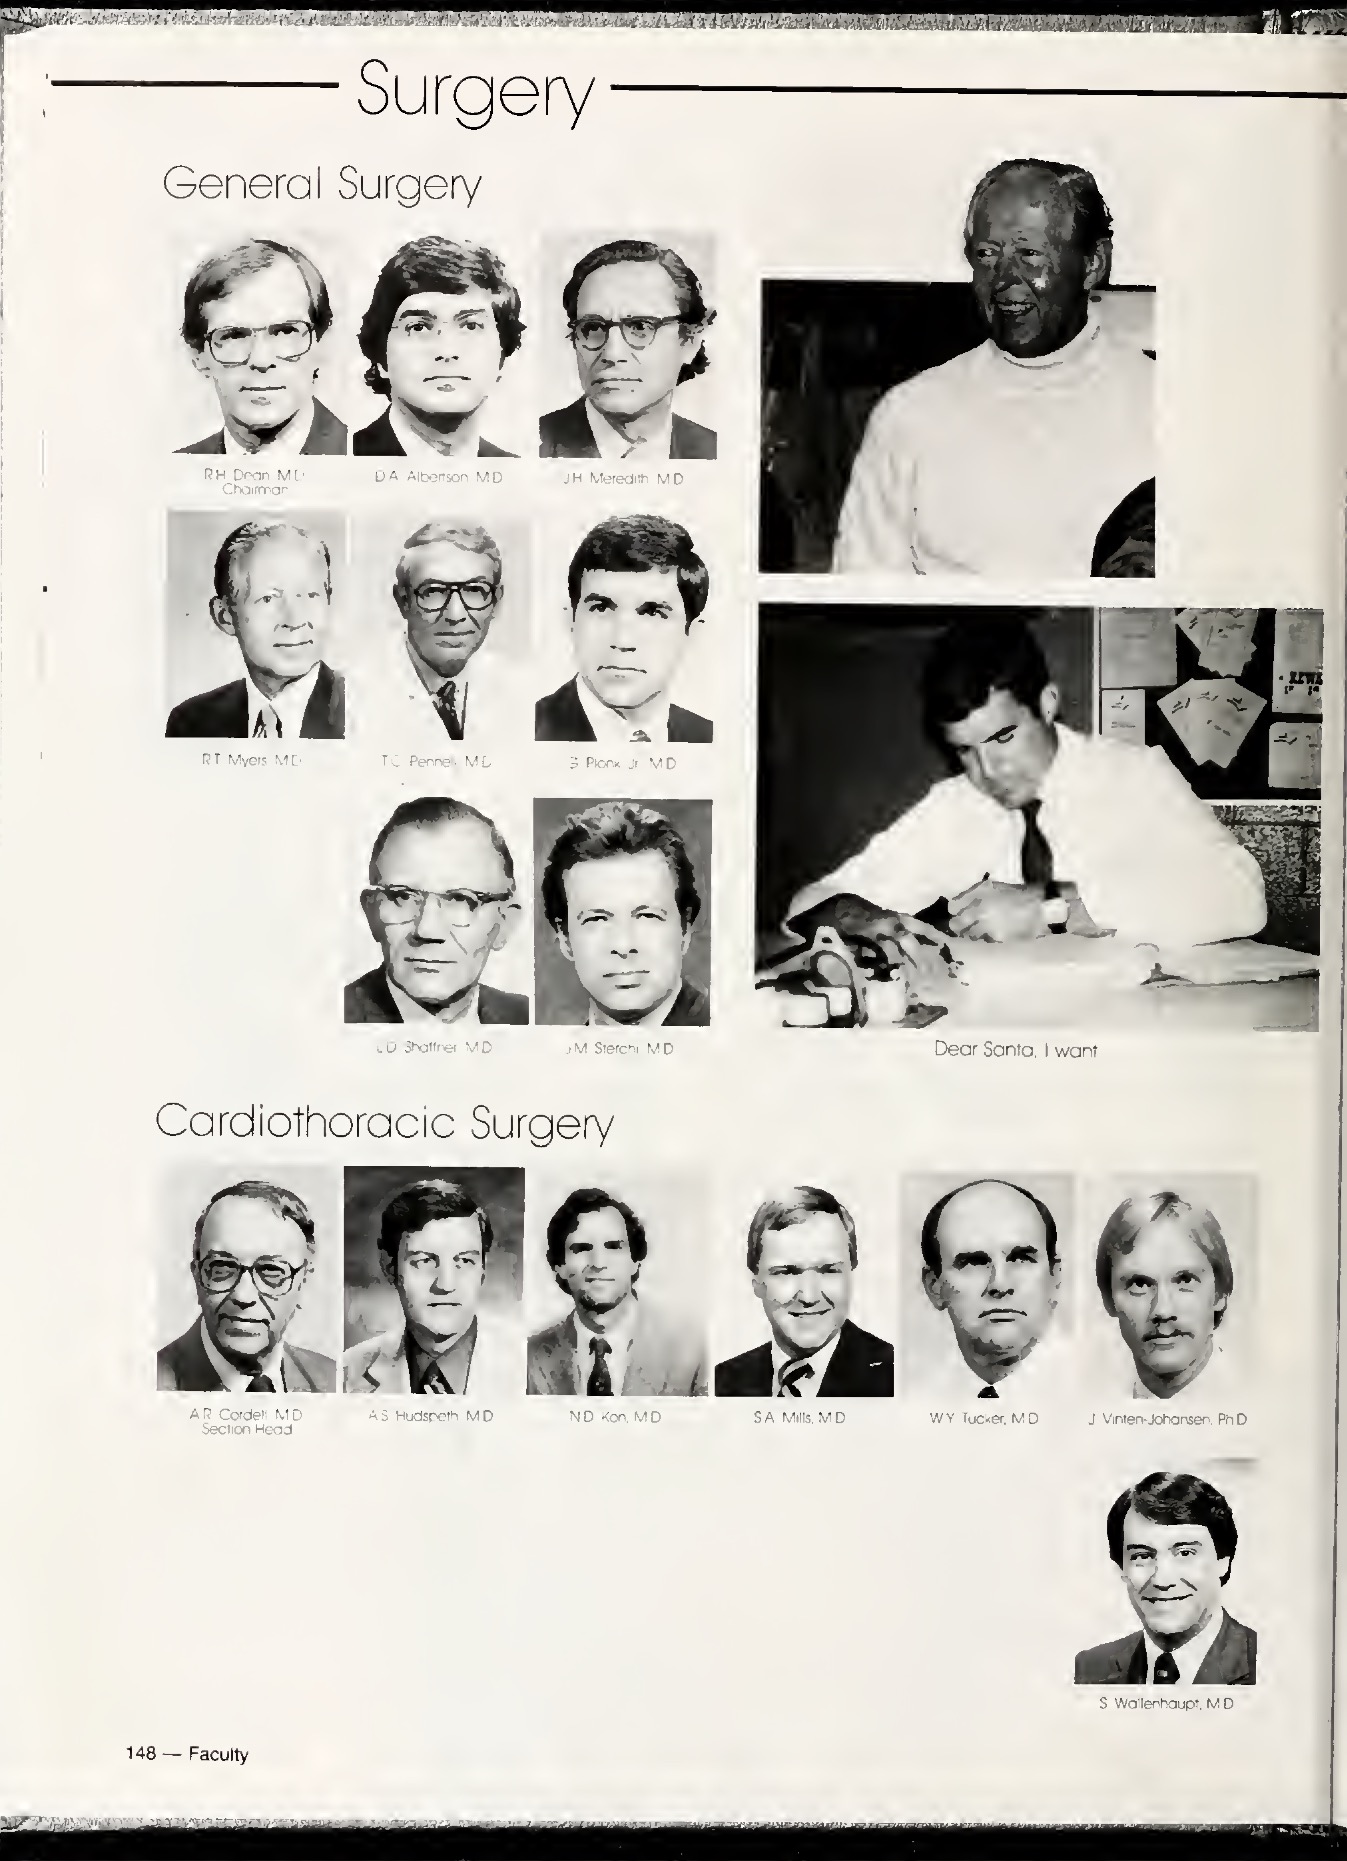 Surgery
General Surgery
R H Dean M D
Chairman
D A Albertson M D
J H Meredith M D
R T Myers M D
T C Pennell M D
G Plonk Jr M D
J D Shaffner M D
J M Sterchi M D
Dear Santa, I want
Cardiothoracic Surgery
A R Cordell M D
Section Head
A S Hudspeth M D
N D Kon, M D
S A Mills, M D
W Y Tucker, M D
J Vinten-Johansen, Ph D
S Wallenhaupt, M D
148 — Faculty